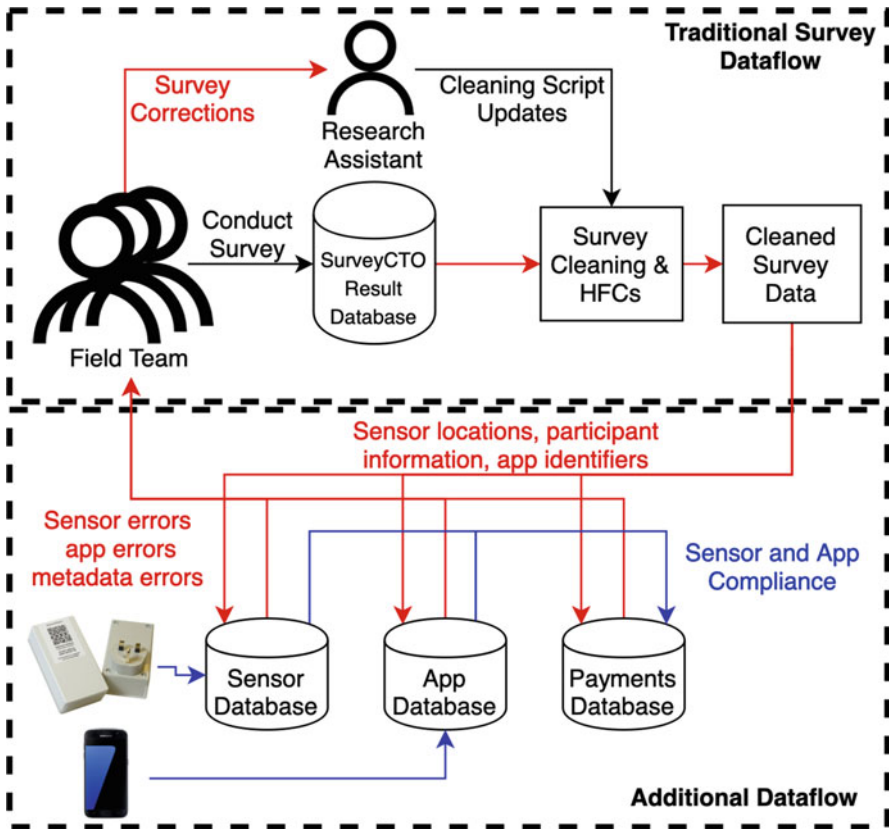 Traditional Survey
Dataflow
Survey
Corrections
Research
Assistant
Cleaning Script
Updates
Conduct
Survey
SurveyCTO
Result
Database
Survey
Cleaning &
HFCs
Cleaned
Survey
Data
Field Team
Sensor locations, participant
information, app identifiers
Sensor errors
app errors
metadata errors
Sensor and App
Compliance
Sensor
Database
App
Database
Payments
Database
Additional Dataflow